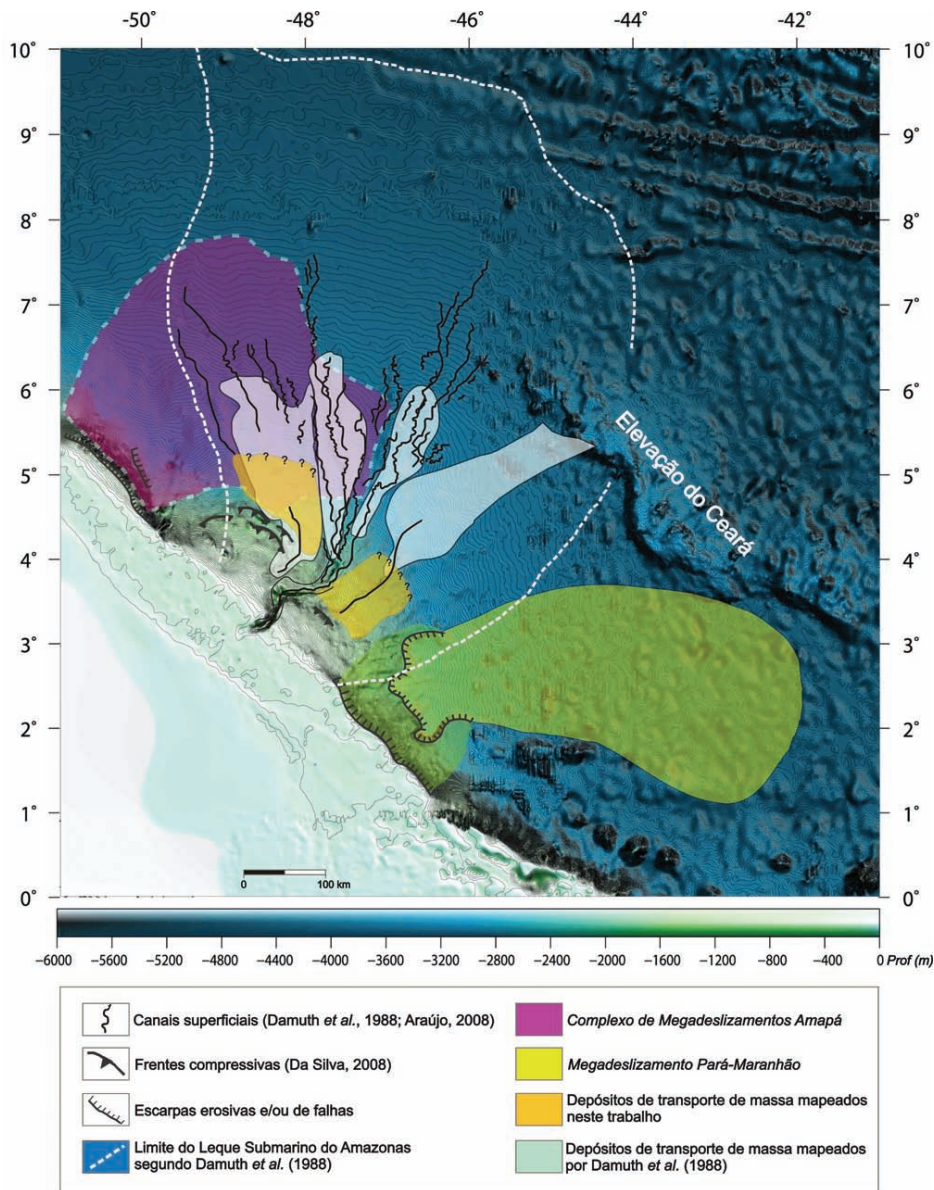 -50˚ -48˚ -46˚ -44˚ -42˚
10˚ 10˚
9˚ 9˚
8˚ 8˚
7˚ 7˚
6˚ 6˚
Elevação do Ceará
? ? ? ? ?
5˚ 5˚
4˚ 4˚
? ? ? ?
3˚ 3˚
2˚ 2˚
1˚ 1˚
0 100 km
0˚ 0˚
−6000 −5600 −5200 −4800 −4400 −4000 −3600 −3200 −2800 −2400 −2000 −1600 −1200 −800 −400 0 Prof (m)
Canais superficiais (Damuth et al., 1988; Araújo, 2008)
Frentes compressivas (Da Silva, 2008)
Escarpas erosivas e/ou de falhas
Limite do Leque Submarino do Amazonas
segundo Damuth et al. (1988)
Complexo de Megadeslizamentos Amapá
Megadeslizamento Pará-Maranhão
Depósitos de transporte de massa mapeados
neste trabalho
Depósitos de transporte de massa mapeados
por Damuth et al. (1988)